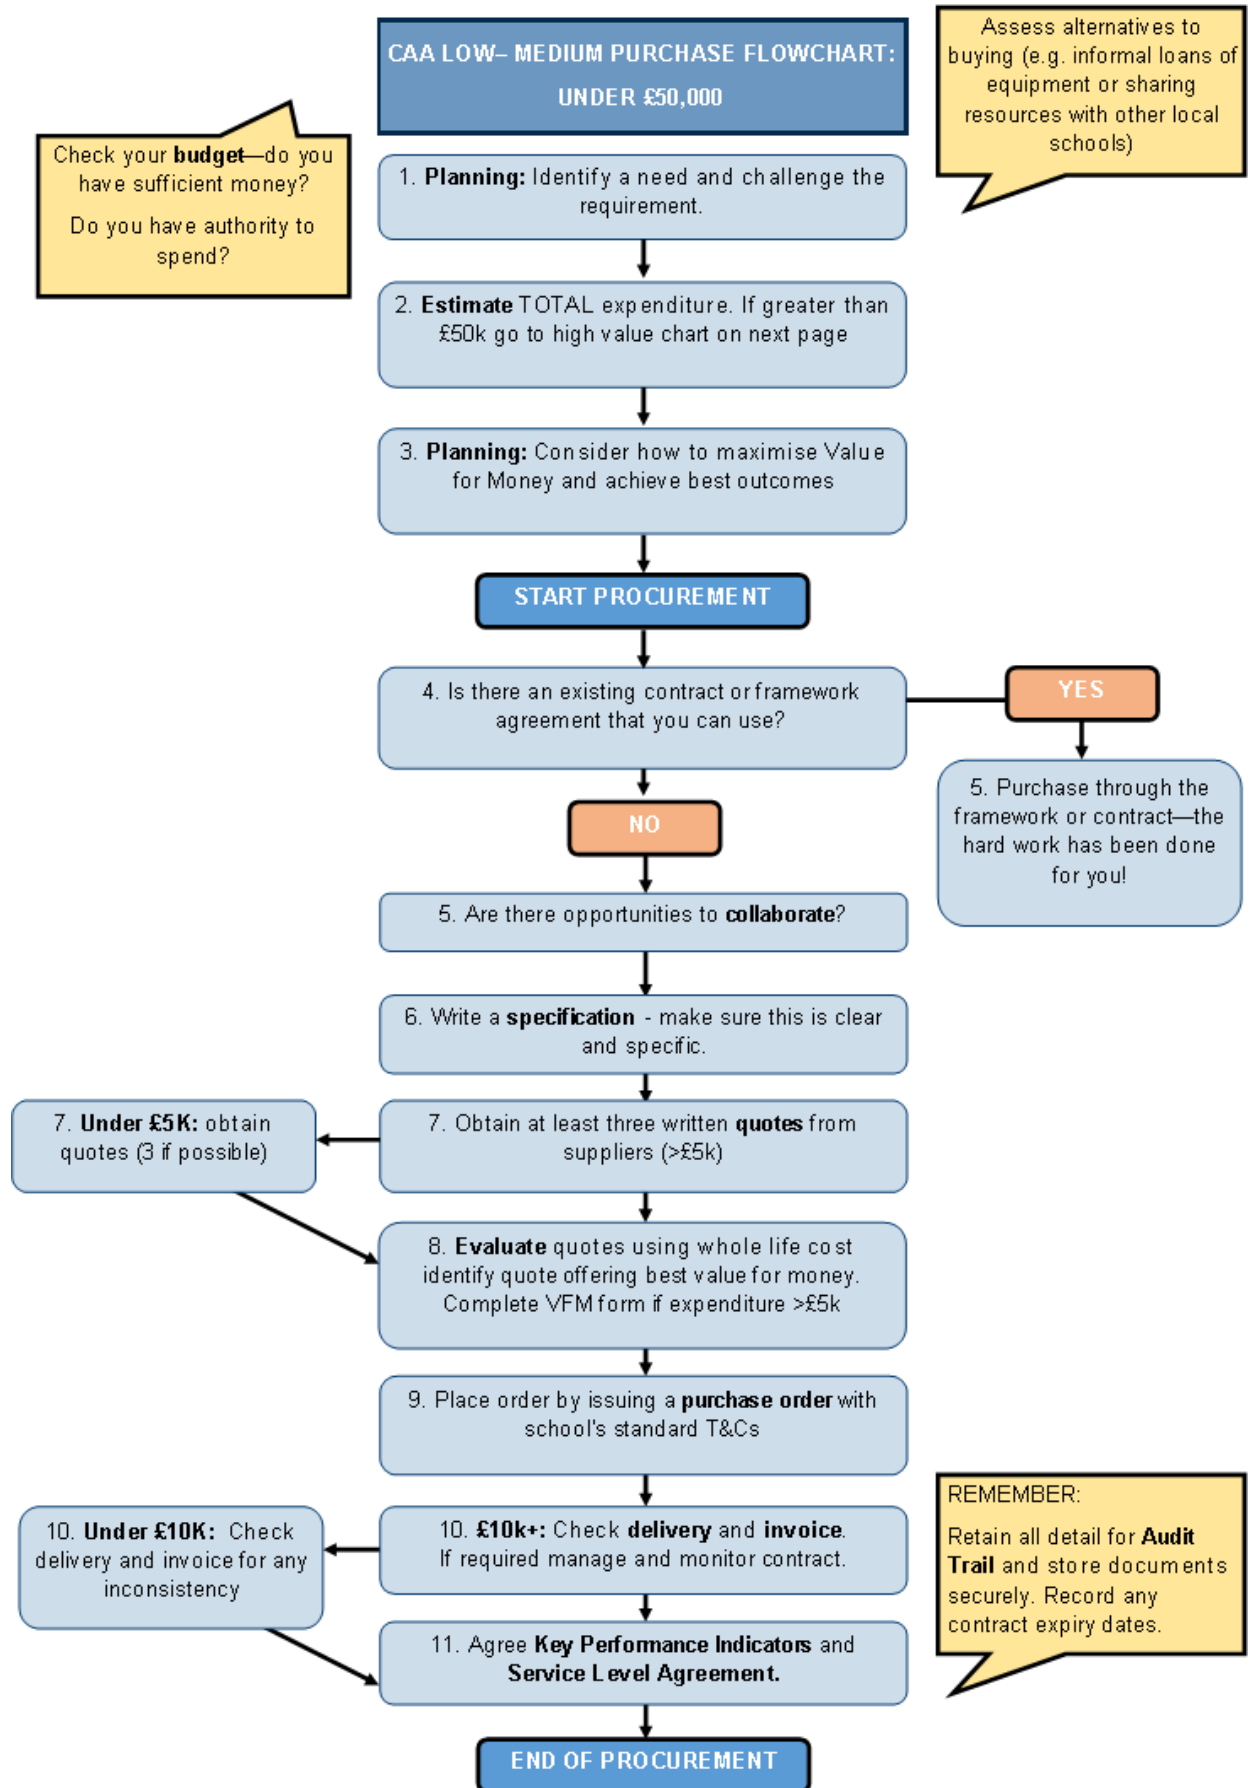 CAA LOW– MEDIUM PURCHASE FLOWCHART:
UNDER £50,000
Assess alternatives to
buying (e.g. informal loans of
equipment or sharing
resources with other local
schools)
Check your budget—do you
have sufficient money?
Do you have authority to
spend?
1. Planning: Identify a need and challenge the
requirement.
2. Estimate TOTAL expenditure. If greater than
£50k go to high value chart on next page
3. Planning: Consider how to maximise Value
for Money and achieve best outcomes
START PROCUREMENT
4. Is there an existing contract or framework
agreement that you can use?
YES
5. Purchase through the
framework or contract—the
hard work has been done
for you!
NO
5. Are there opportunities to collaborate?
6. Write a specification - make sure this is clear
and specific.
7. Under £5K: obtain
quotes (3 if possible)
7. Obtain at least three written quotes from
suppliers (>£5k)
8. Evaluate quotes using whole life cost
identify quote offering best value for money.
Complete VFM form if expenditure >£5k
9. Place order by issuing a purchase order with
school's standard T&Cs
10. Under £10K: Check
delivery and invoice for any
inconsistency
10. £10k+: Check delivery and invoice.
If required manage and monitor contract.
REMEMBER:
Retain all detail for Audit
Trail and store documents
securely. Record any
contract expiry dates.
11. Agree Key Performance Indicators and
Service Level Agreement.
END OF PROCUREMENT